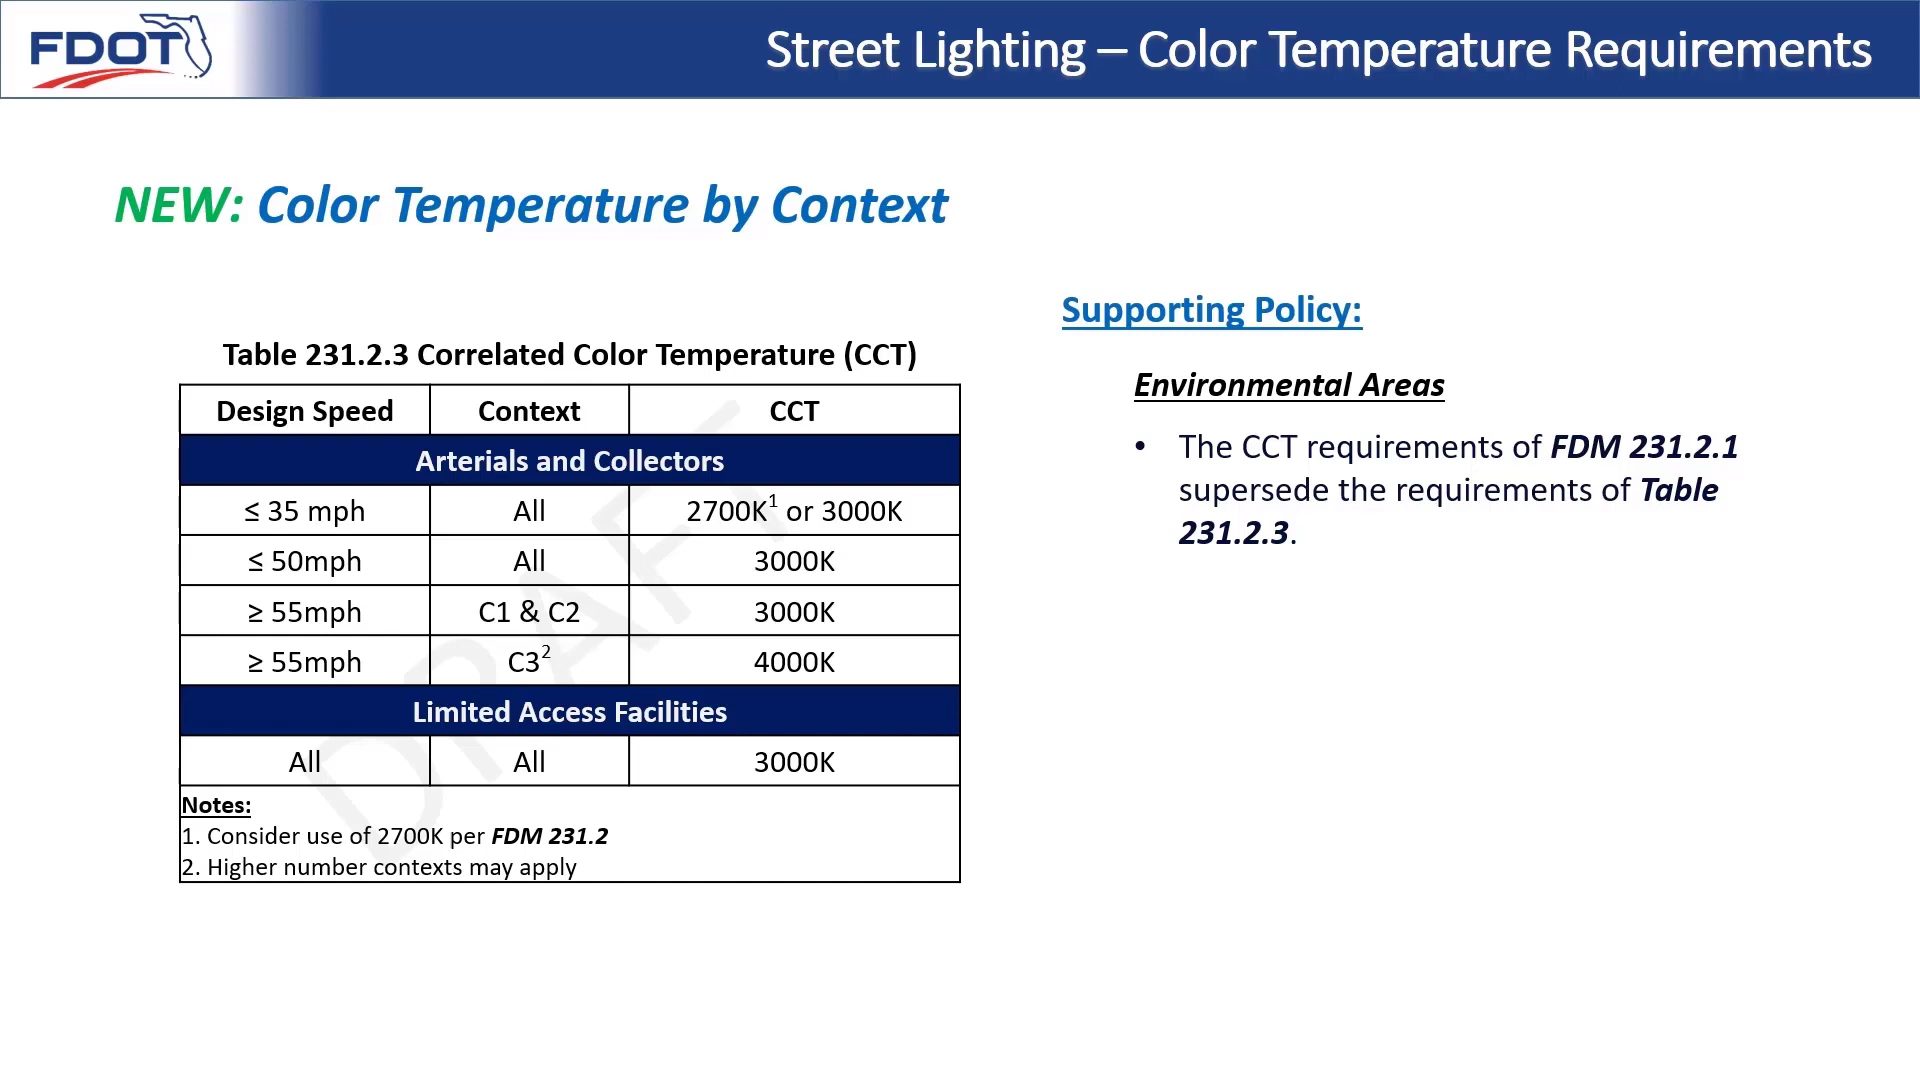 FDOT
Street Lighting – Color Temperature Requirements
NEW: Color Temperature by Context
Table 231.2.3 Correlated Color Temperature (CCT)
Design Speed Context CCT
Arterials and Collectors
≤ 35 mph All 2700K¹ or 3000K
≤ 50mph All 3000K
≥ 55mph C1 & C2 3000K
≥ 55mph C3² 4000K
Limited Access Facilities
All All 3000K
Notes:
1. Consider use of 2700K per FDM 231.2
2. Higher number contexts may apply
DRAFT
Supporting Policy:
Environmental Areas
• The CCT requirements of FDM 231.2.1
supersede the requirements of Table
231.2.3.